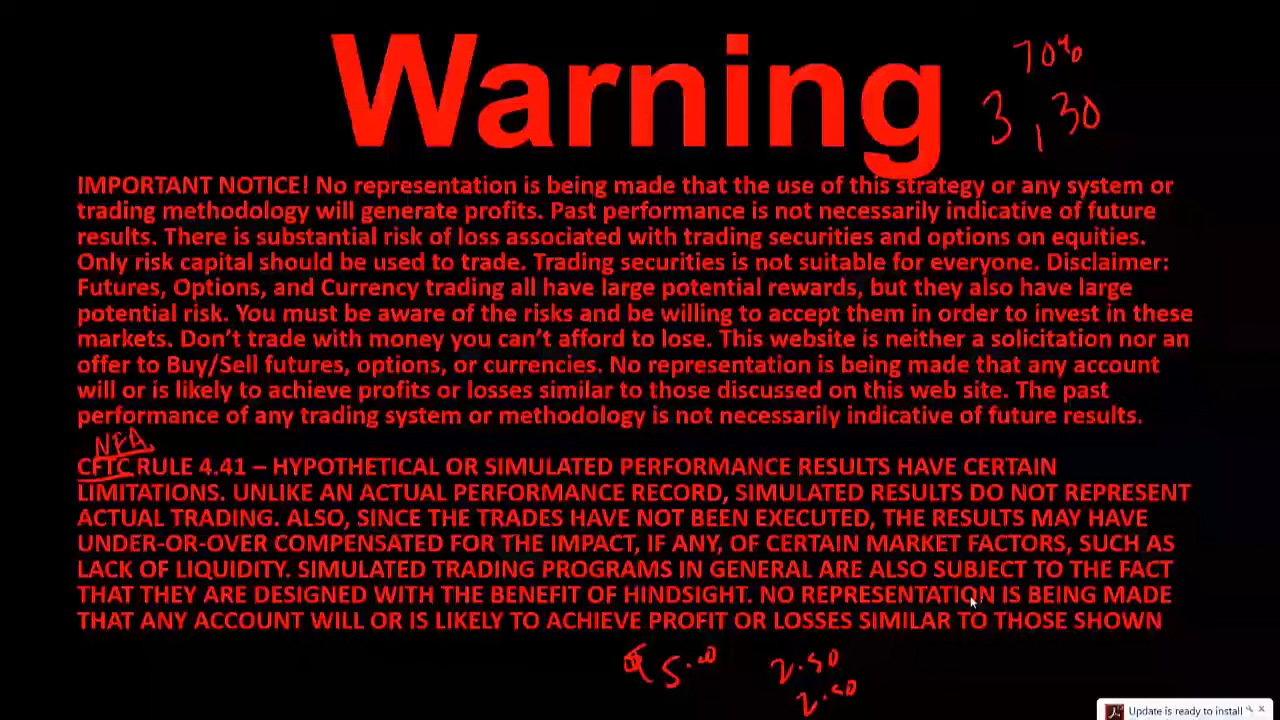 Warning
70%
3, 30
IMPORTANT NOTICE! No representation is being made that the use of this strategy or any system or
trading methodology will generate profits. Past performance is not necessarily indicative of future
results. There is substantial risk of loss associated with trading securities and options on equities.
Only risk capital should be used to trade. Trading securities is not suitable for everyone. Disclaimer:
Futures, Options, and Currency trading all have large potential rewards, but they also have large
potential risk. You must be aware of the risks and be willing to accept them in order to invest in these
markets. Don’t trade with money you can’t afford to lose. This website is neither a solicitation nor an
offer to Buy/Sell futures, options, or currencies. No representation is being made that any account
will or is likely to achieve profits or losses similar to those discussed on this web site. The past
performance of any trading system or methodology is not necessarily indicative of future results.
NFA
CFTC RULE 4.41 – HYPOTHETICAL OR SIMULATED PERFORMANCE RESULTS HAVE CERTAIN
LIMITATIONS. UNLIKE AN ACTUAL PERFORMANCE RECORD, SIMULATED RESULTS DO NOT REPRESENT
ACTUAL TRADING. ALSO, SINCE THE TRADES HAVE NOT BEEN EXECUTED, THE RESULTS MAY HAVE
UNDER-OR-OVER COMPENSATED FOR THE IMPACT, IF ANY, OF CERTAIN MARKET FACTORS, SUCH AS
LACK OF LIQUIDITY. SIMULATED TRADING PROGRAMS IN GENERAL ARE ALSO SUBJECT TO THE FACT
THAT THEY ARE DESIGNED WITH THE BENEFIT OF HINDSIGHT. NO REPRESENTATION IS BEING MADE
THAT ANY ACCOUNT WILL OR IS LIKELY TO ACHIEVE PROFIT OR LOSSES SIMILAR TO THOSE SHOWN
5.00 2.50
2.50
Update is ready to install